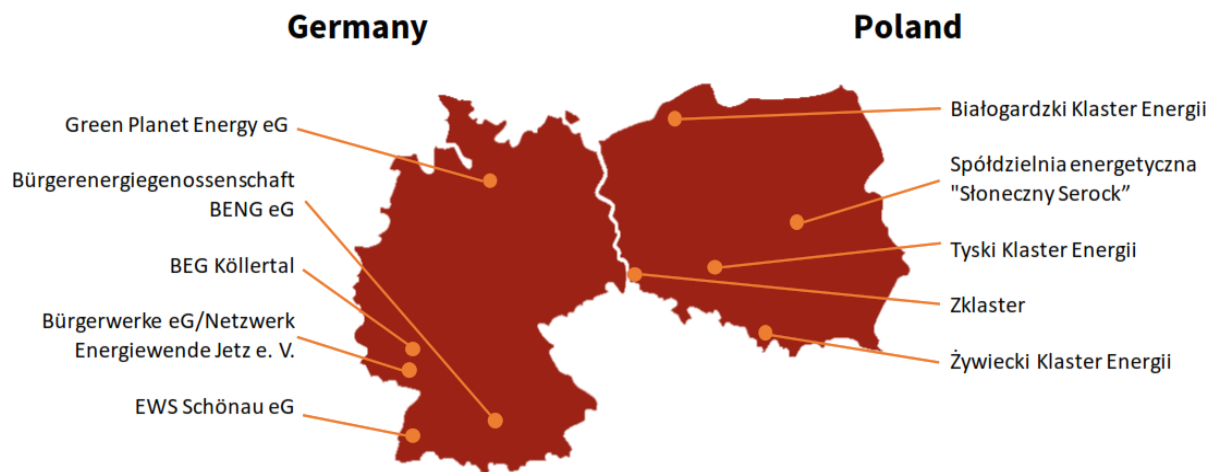 Germany
Green Planet Energy eG
Bürgerenergiegenossenschaft
BENG eG
BEG Köllertal
Bürgerwerke eG/Netzwerk
Energiewende Jetz e. V.
EWS Schönau eG
Poland
Białogardzki Klaster Energii
Spółdzielnia energetyczna
"Słoneczny Serock”
Tyski Klaster Energii
Zklaster
Żywiecki Klaster Energii